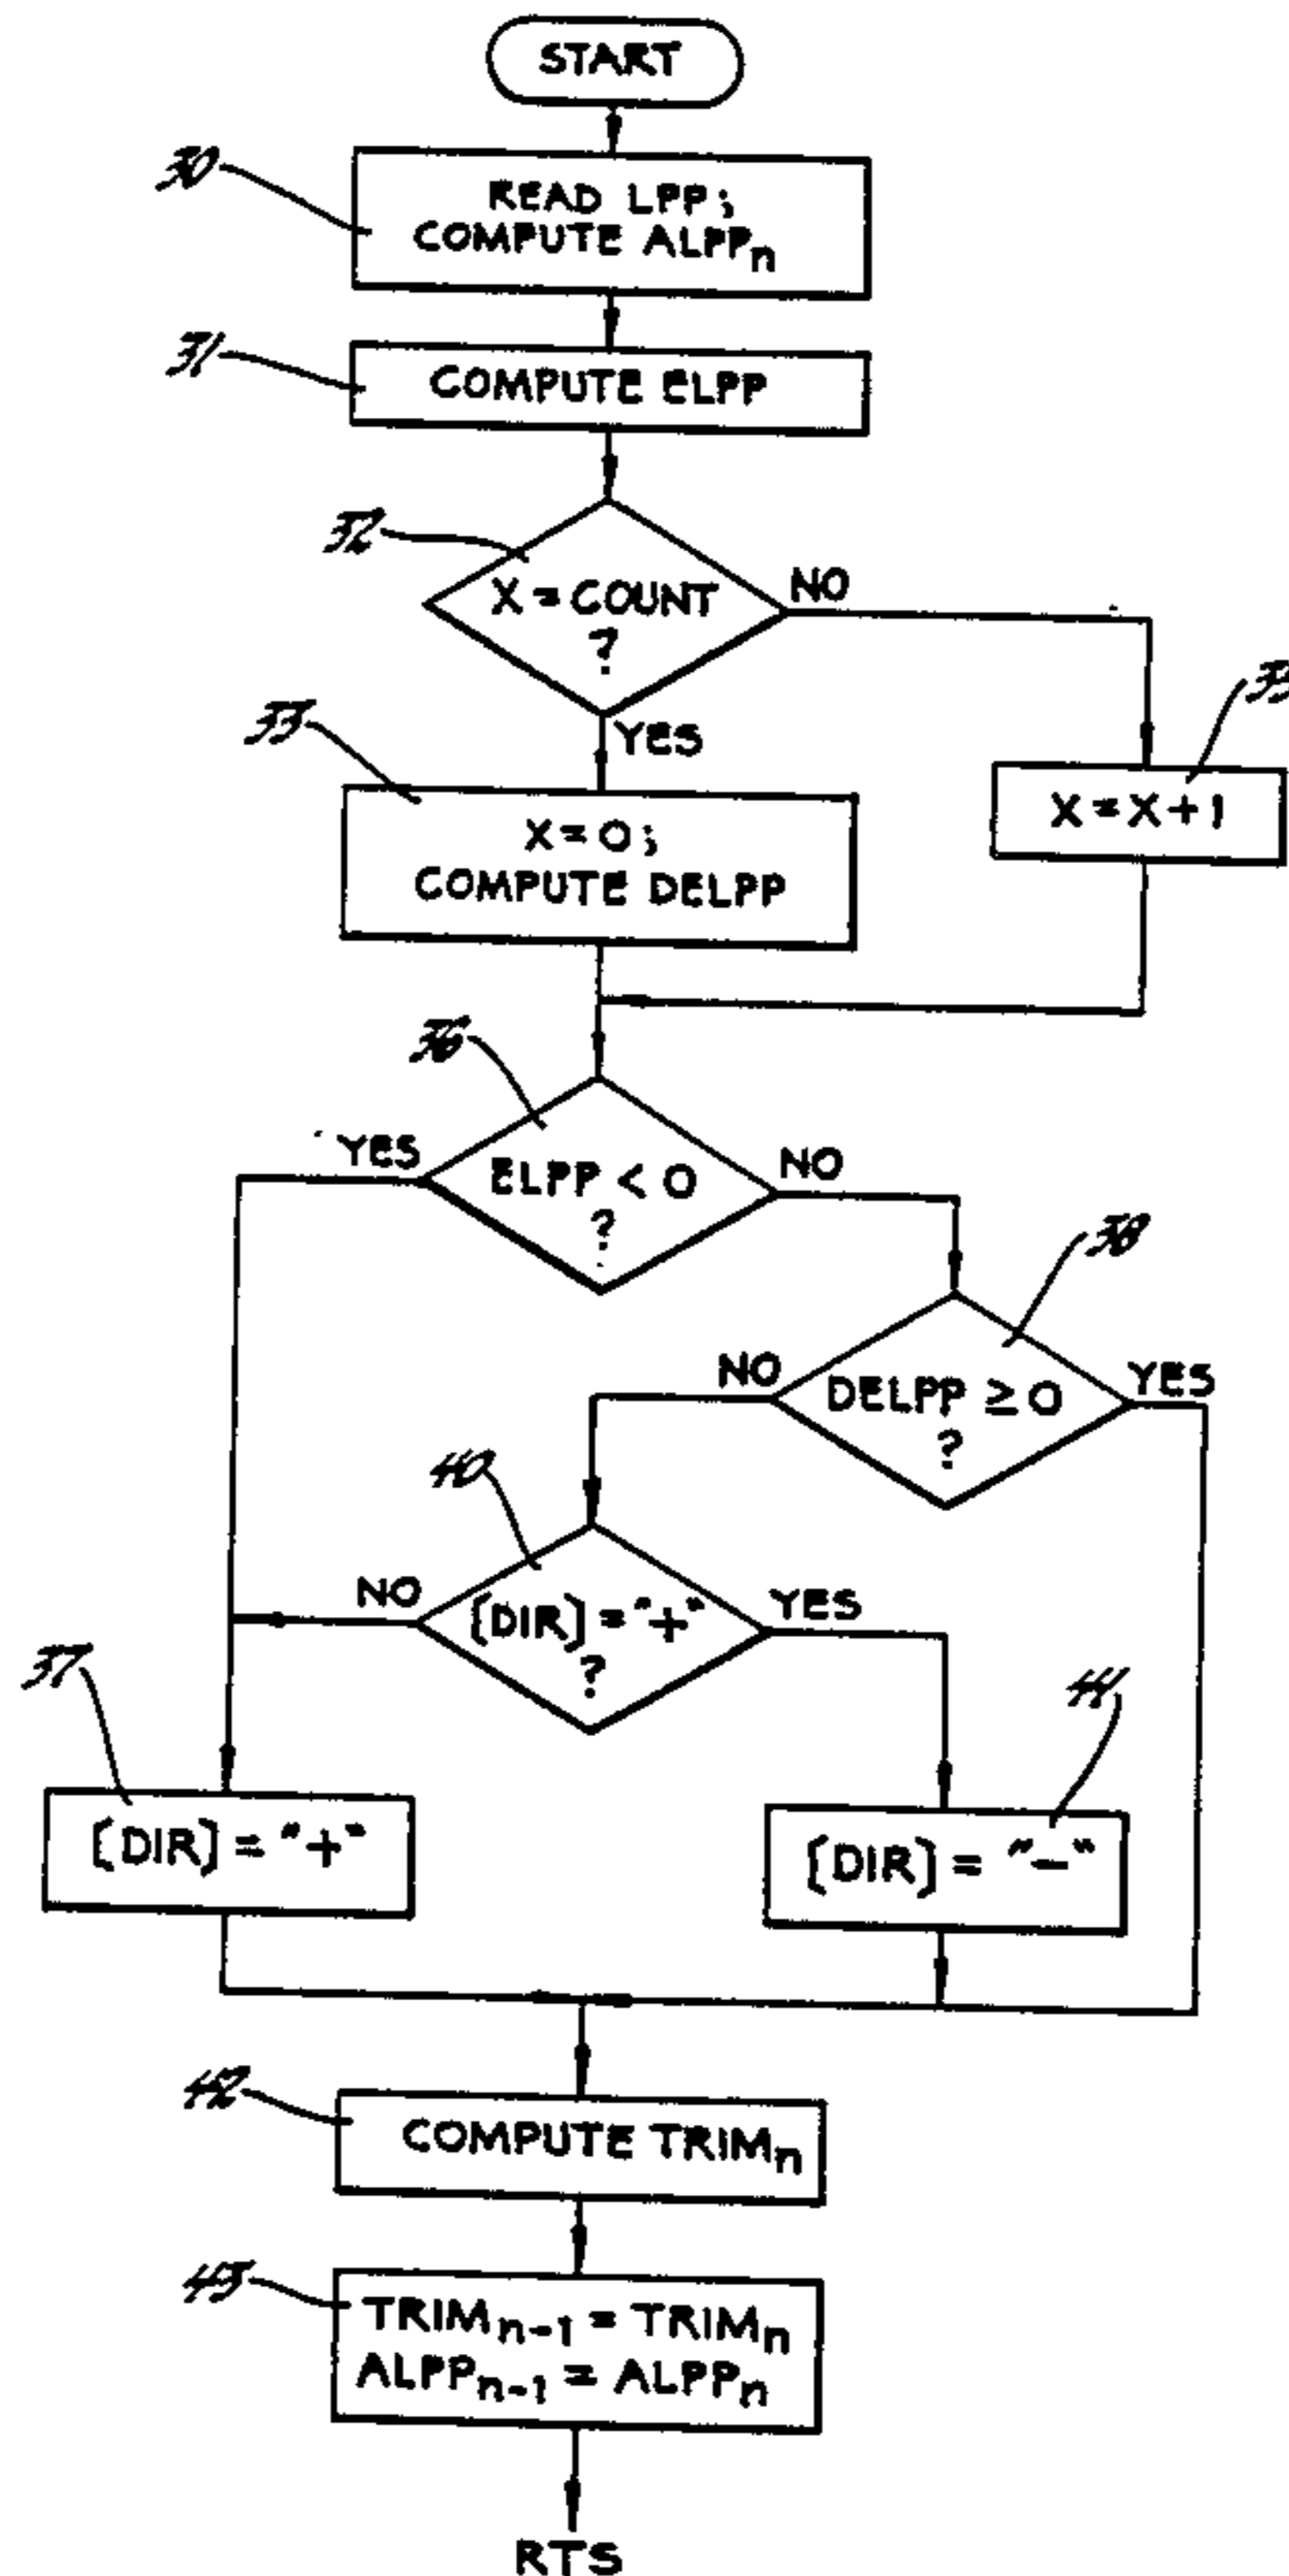 START
30
READ LPP;
COMPUTE ALPPn
31
COMPUTE ELPP
32
X = COUNT
?
NO
YES
33
X = 0;
COMPUTE DELPP
33
X = X + 1
36
YES
ELPP < 0
?
NO
38
NO
DELPP ≥ 0
?
YES
40
NO
[DIR] = "+"
?
YES
37
[DIR] = "+"
44
[DIR] = "-"
42
COMPUTE TRIMn
43
TRIMn-1 = TRIMn
ALPPn-1 = ALPPn
RTS